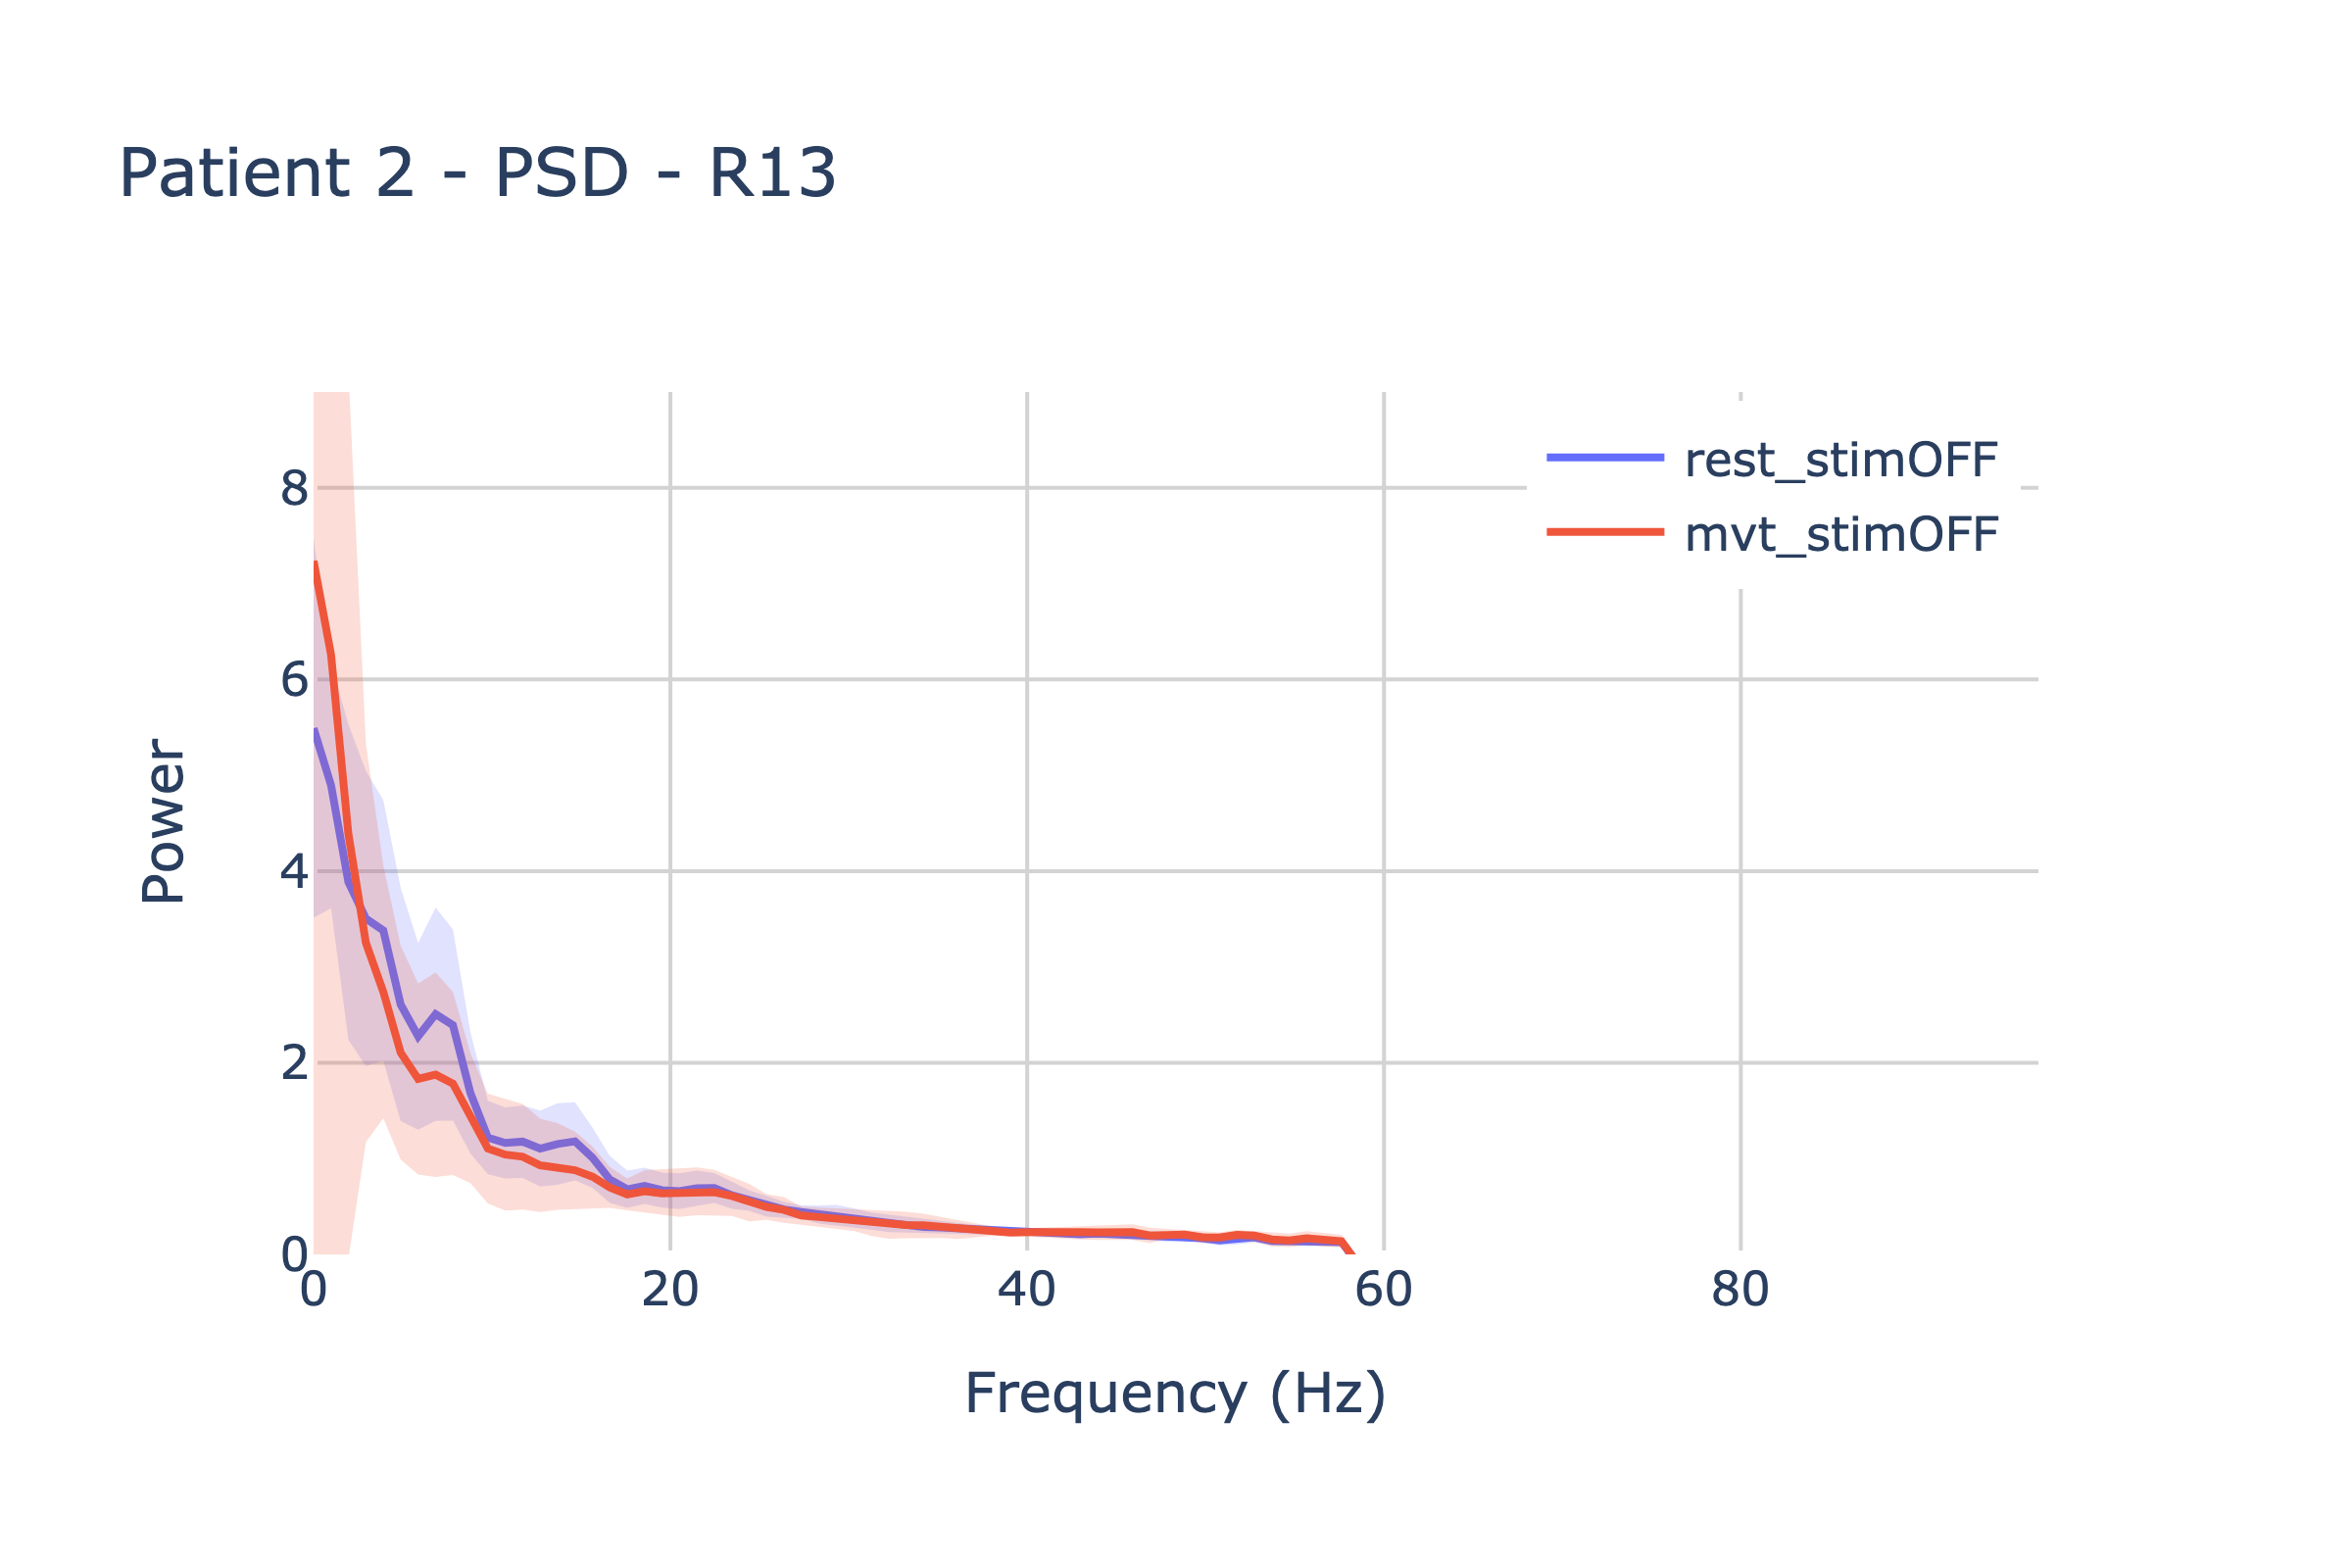 Patient 2 - PSD - R13
rest_stimOFF
mvt_stimOFF
8
6
4
2
0
Power
0 20 40 60 80
Frequency (Hz)